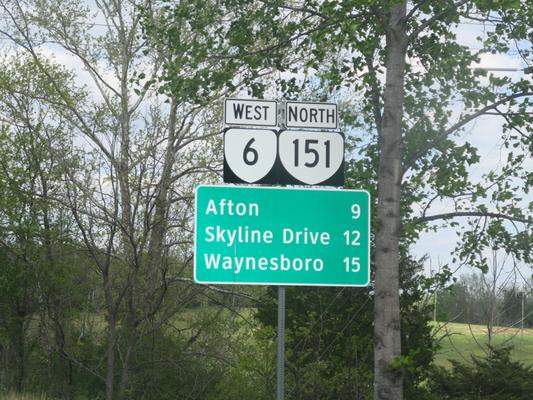 WEST NORTH
6 151
Afton 9
Skyline Drive 12
Waynesboro 15